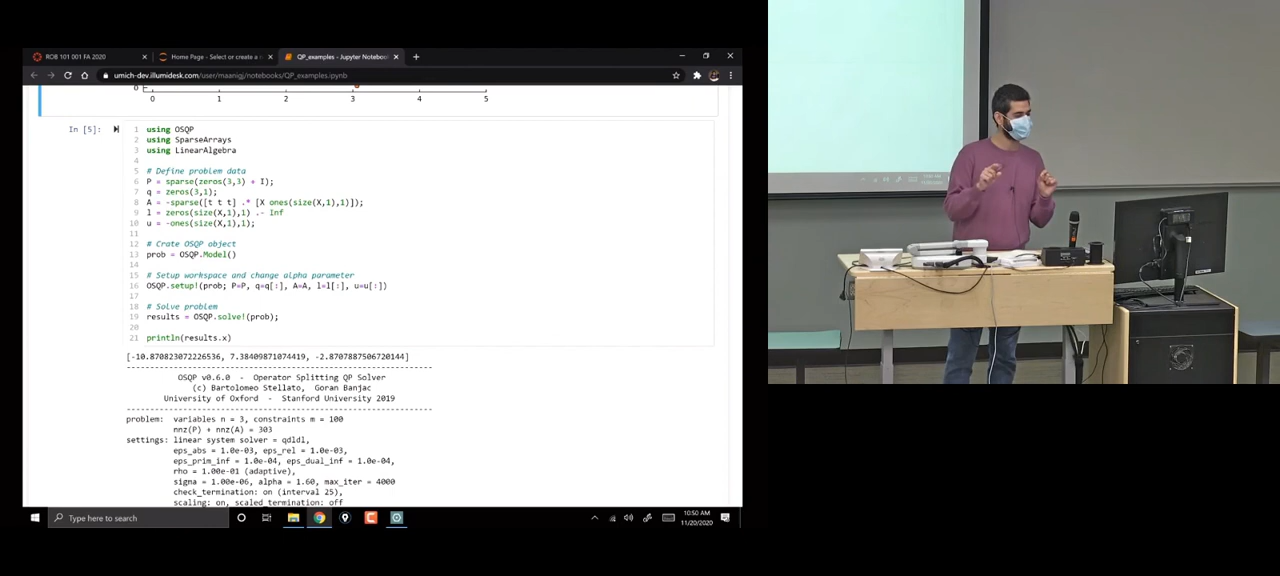 ROB 101 001 FA 2020
Home Page - Select or create a n
QP_examples - Jupyter Noteboo
umich-dev.illumidesk.com/user/maanigj/notebooks/QP_examples.ipynb
0
0 1 2 3 4 5
In [5]:
1 using OSQP
2 using SparseArrays
3 using LinearAlgebra
4
5 # Define problem data
6 P = sparse(zeros(3,3) + I);
7 q = zeros(3,1);
8 A = -sparse([t t t] .* [X ones(size(X,1),1)]);
9 l = zeros(size(X,1),1) .- Inf
10 u = -ones(size(X,1),1);
11
12 # Crate OSQP object
13 prob = OSQP.Model()
14
15 # Setup workspace and change alpha parameter
16 OSQP.setup!(prob; P=P, q=q[:], A=A, l=l[:], u=u[:])
17
18 # Solve problem
19 results = OSQP.solve!(prob);
20
21 println(results.x)
[-10.870823072226536, 7.38409871074419, -2.8707887506720144]
-----------------------------------------------------------------
OSQP v0.6.0 - Operator Splitting QP Solver
(c) Bartolomeo Stellato, Goran Banjac
University of Oxford - Stanford University 2019
-----------------------------------------------------------------
problem: variables n = 3, constraints m = 100
nnz(P) + nnz(A) = 303
settings: linear system solver = qdldl,
eps_abs = 1.0e-03, eps_rel = 1.0e-03,
eps_prim_inf = 1.0e-04, eps_dual_inf = 1.0e-04,
rho = 1.00e-01 (adaptive),
sigma = 1.00e-06, alpha = 1.60, max_iter = 4000
check_termination: on (interval 25),
scaling: on, scaled_termination: off
Type here to search
10:50 AM
11/20/2020